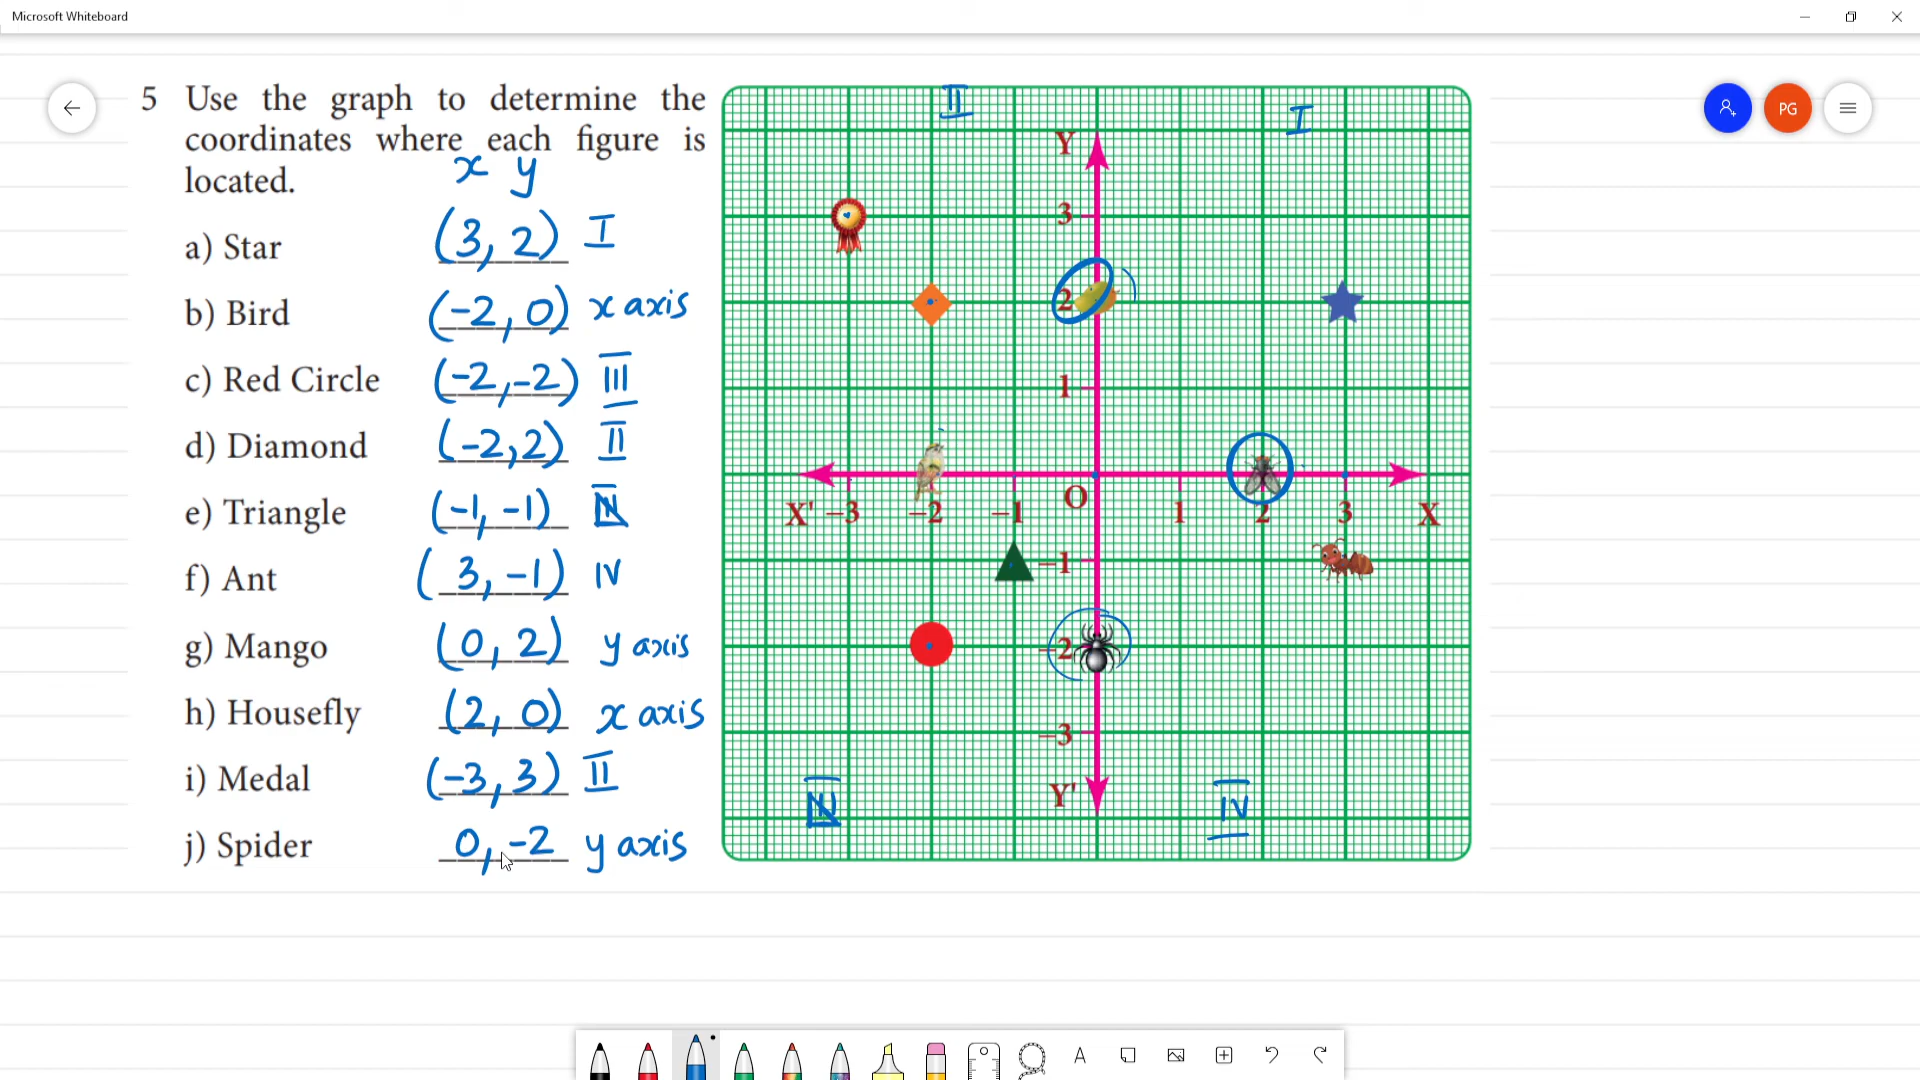 Microsoft Whiteboard
5 Use the graph to determine the
coordinates where each figure is
located.
x y
a) Star (3, 2) I
b) Bird (-2, 0) x axis
c) Red Circle (-2, -2) III
d) Diamond (-2, 2) II
e) Triangle (-1, -1)
f) Ant (3, -1) IV
g) Mango (0, 2) y axis
h) Housefly (2, 0) x axis
i) Medal (-3, 3) II
j) Spider 0, -2 y axis
II
I
Y
3
2
1
X' −3 −2 −1 O 1 2 3 X
−1
−2
−3
Y'
IV
PG
A